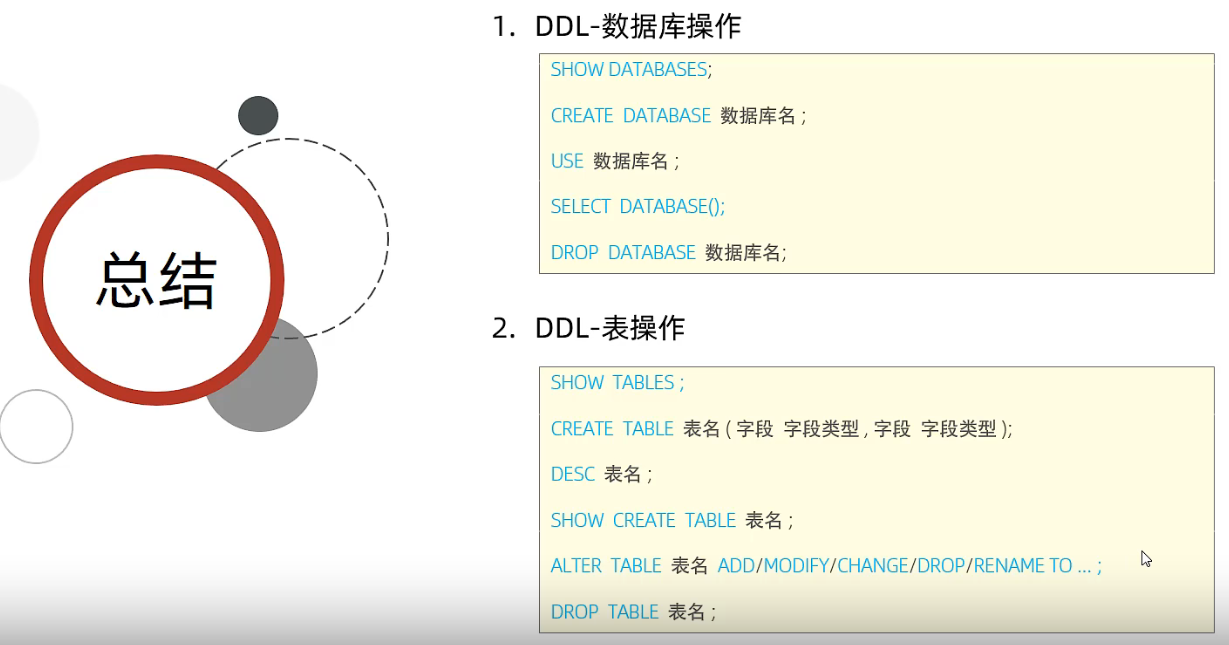 总结
1. DDL-数据库操作
SHOW DATABASES;
CREATE DATABASE 数据库名 ;
USE 数据库名 ;
SELECT DATABASE();
DROP DATABASE 数据库名;
2. DDL-表操作
SHOW TABLES ;
CREATE TABLE 表名 ( 字段 字段类型 , 字段 字段类型 );
DESC 表名 ;
SHOW CREATE TABLE 表名 ;
ALTER TABLE 表名 ADD/MODIFY/CHANGE/DROP/RENAME TO ... ;
DROP TABLE 表名 ;